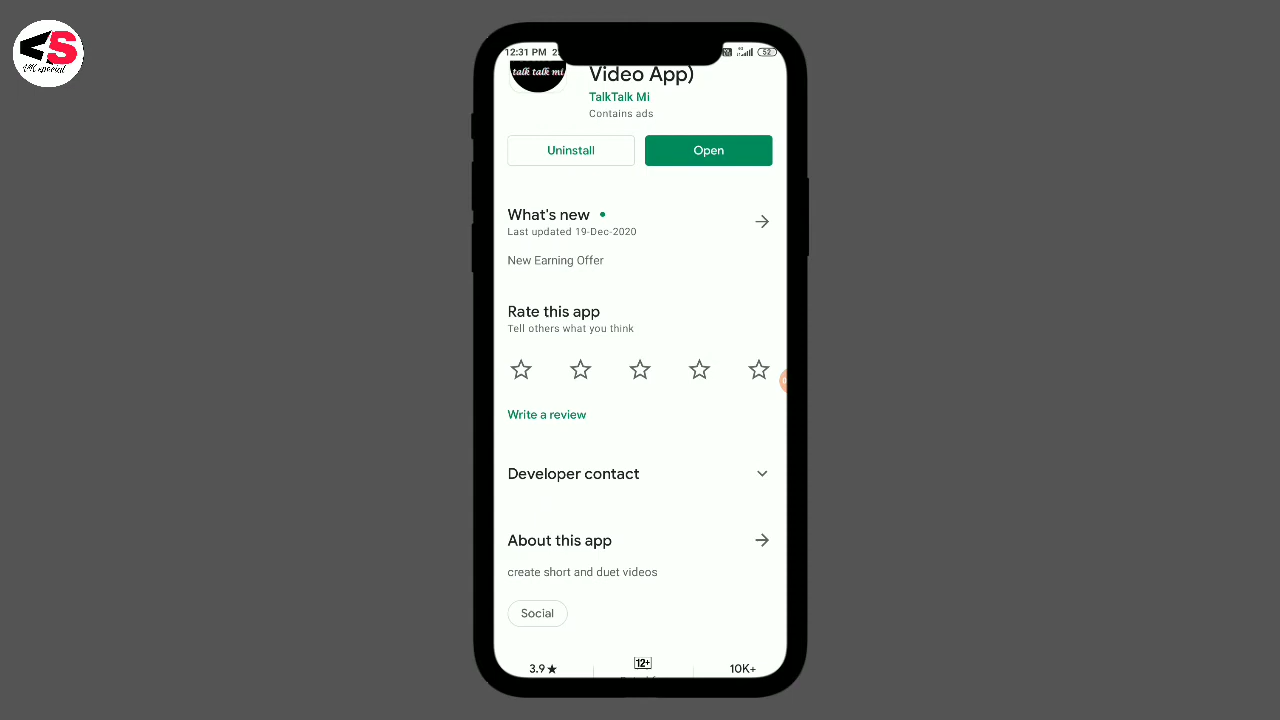 12:31 PM
52
talk talk mi
Video App)
TalkTalk Mi
Contains ads
Uninstall
Open
What's new
Last updated 19-Dec-2020
New Earning Offer
Rate this app
Tell others what you think
Write a review
Developer contact
About this app
create short and duet videos
Social
3.9★
12+
10K+